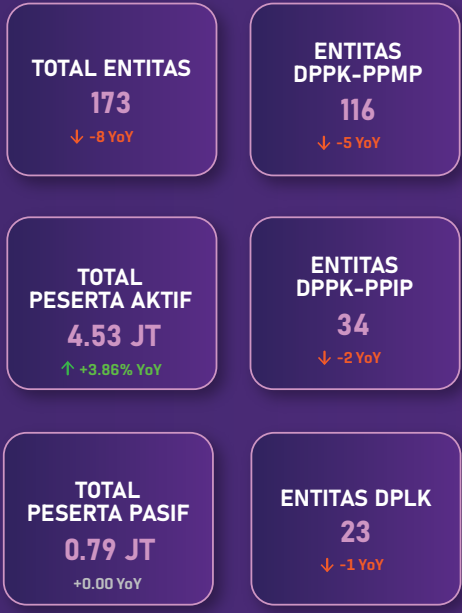 TOTAL ENTITAS
173
↓ -8 YoY
ENTITAS
DPPK-PPMP
116
↓ -5 YoY
TOTAL
PESERTA AKTIF
4.53 JT
↑ +3.86% YoY
ENTITAS
DPPK-PPIP
34
↓ -2 YoY
TOTAL
PESERTA PASIF
0.79 JT
+0.00 YoY
ENTITAS DPLK
23
↓ -1 YoY